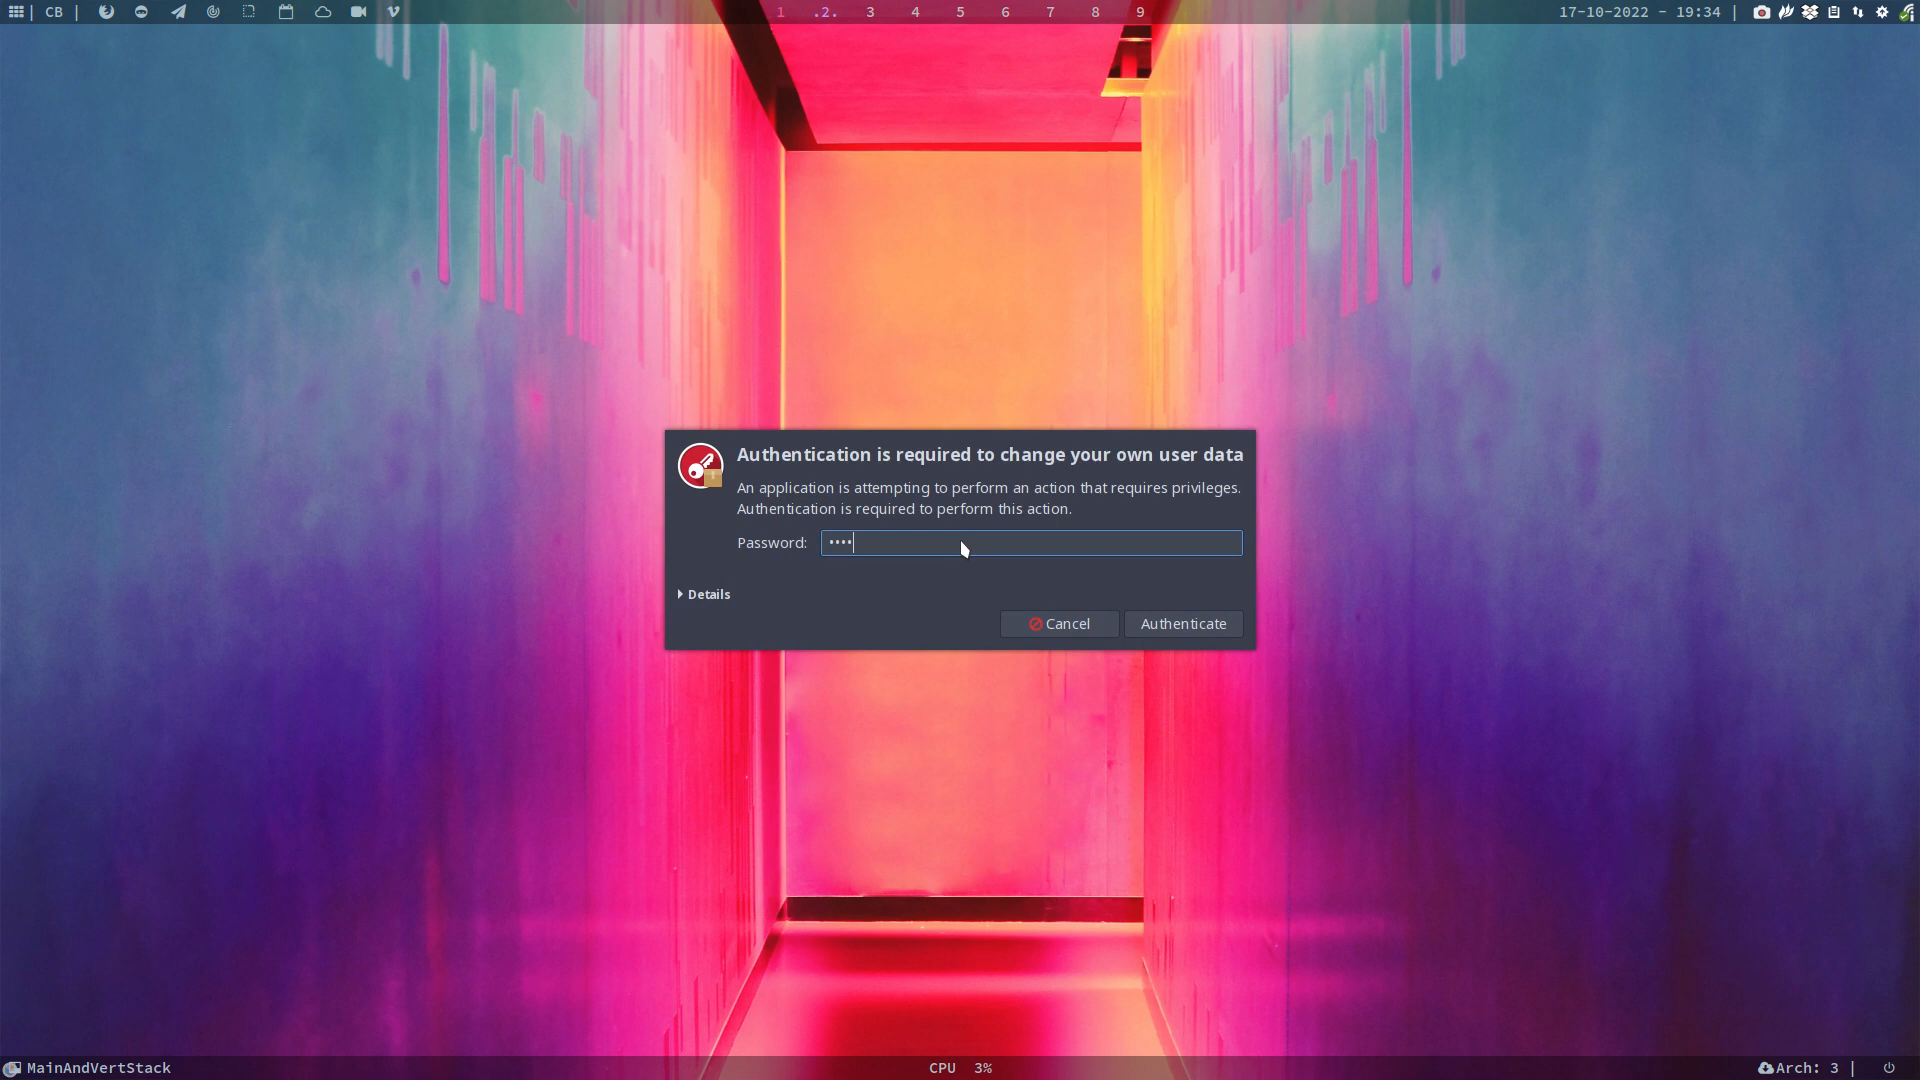 | CB |
1 .2. 3 4 5 6 7 8 9
17-10-2022 - 19:34 |
Authentication is required to change your own user data
An application is attempting to perform an action that requires privileges.
Authentication is required to perform this action.
Password: ••••
Details
Cancel Authenticate
MainAndVertStack
CPU 3%
Arch: 3 |